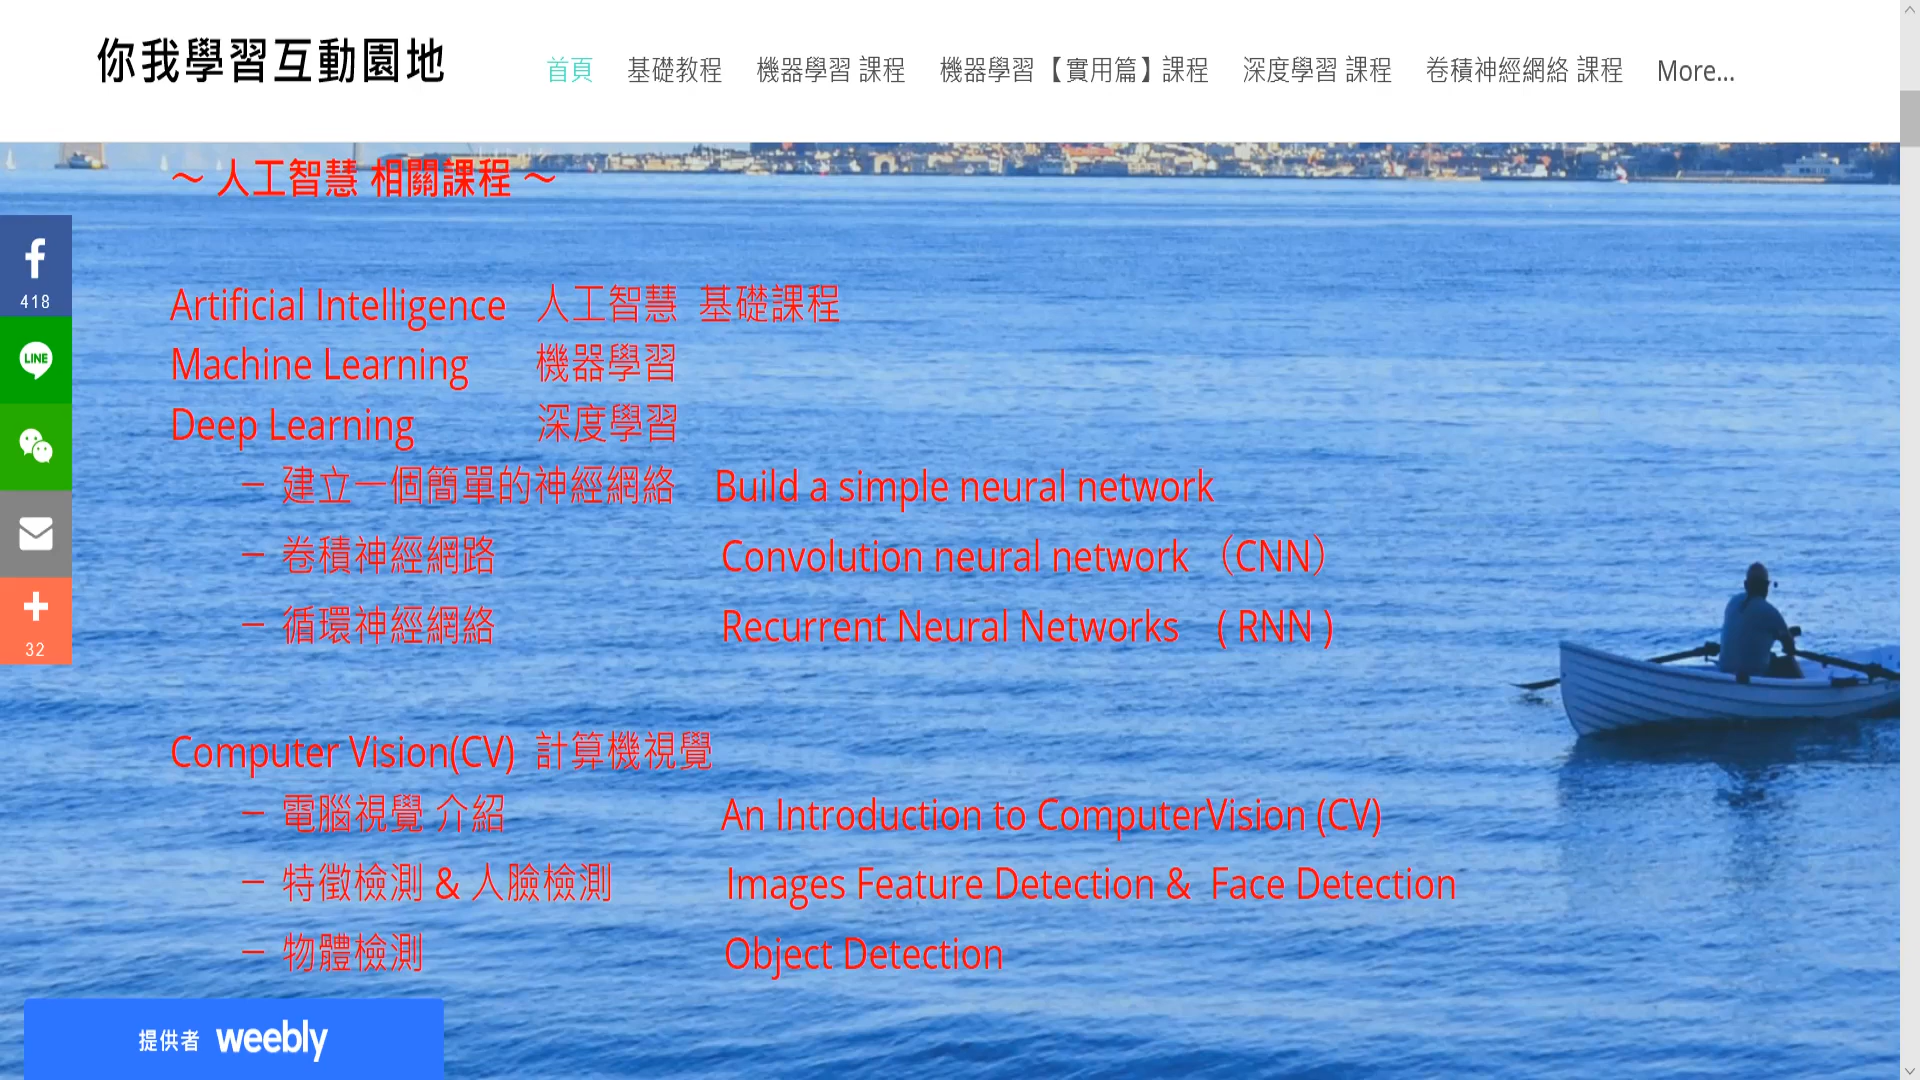 你我學習互動園地
首頁 基礎教程 機器學習 課程 機器學習【實用篇】課程 深度學習 課程 卷積神經網絡 課程 More...
～ 人工智慧 相關課程 ～
418
LINE
32
Artificial Intelligence 人工智慧 基礎課程
Machine Learning 機器學習
Deep Learning 深度學習
－ 建立一個簡單的神經網絡 Build a simple neural network
－ 卷積神經網路 Convolution neural network （CNN）
－ 循環神經網絡 Recurrent Neural Networks ( RNN )
Computer Vision(CV) 計算機視覺
－ 電腦視覺 介紹 An Introduction to ComputerVision (CV)
－ 特徵檢測 & 人臉檢測 Images Feature Detection & Face Detection
－ 物體檢測 Object Detection
提供者 weebly